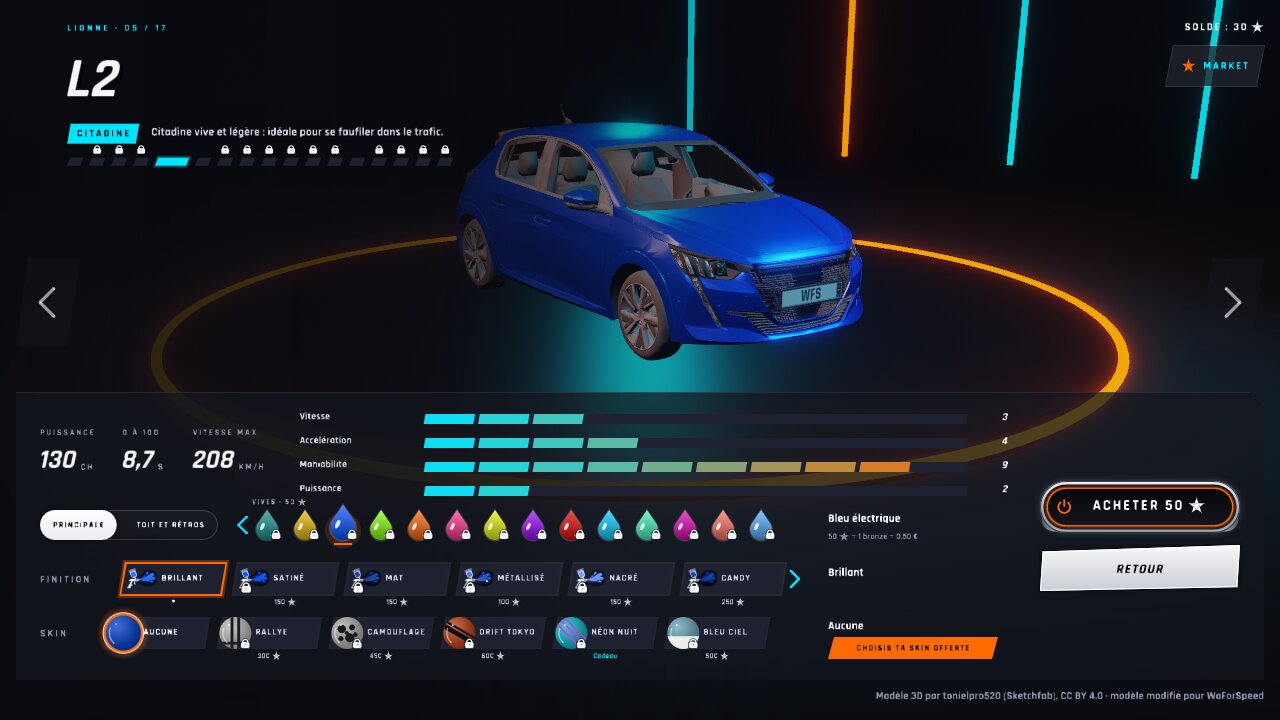 LIONNE · 05 / 17
SOLDE : 30 ★
★ MARKET
L2
CITADINE
Citadine vive et légère : idéale pour se faufiler dans le trafic.
WFS
PUISSANCE
130 CH
0 À 100
8,7 S
VITESSE MAX
208 KM/H
Vitesse 3
Accélération 4
Maniabilité 9
Puissance 2
VIVES · 50 ★
PRINCIPALE
TOIT ET RÉTROS
Bleu électrique
50 ★ ~ 1 bronze ~ 0,50 €
ACHETER 50 ★
RETOUR
FINITION
BRILLANT
SATINÉ
150 ★
MAT
150 ★
MÉTALLISÉ
100 ★
NACRÉ
150 ★
CANDY
250 ★
Brillant
SKIN
AUCUNE
RALLYE
300 ★
CAMOUFLAGE
450 ★
DRIFT TOKYO
600 ★
NÉON NUIT
Cadeau
BLEU CIEL
500 ★
Aucune
CHOISIS TA SKIN OFFERTE
Modèle 3D par tonielpro520 (Sketchfab), CC BY 4.0 · modèle modifié pour WaForSpeed